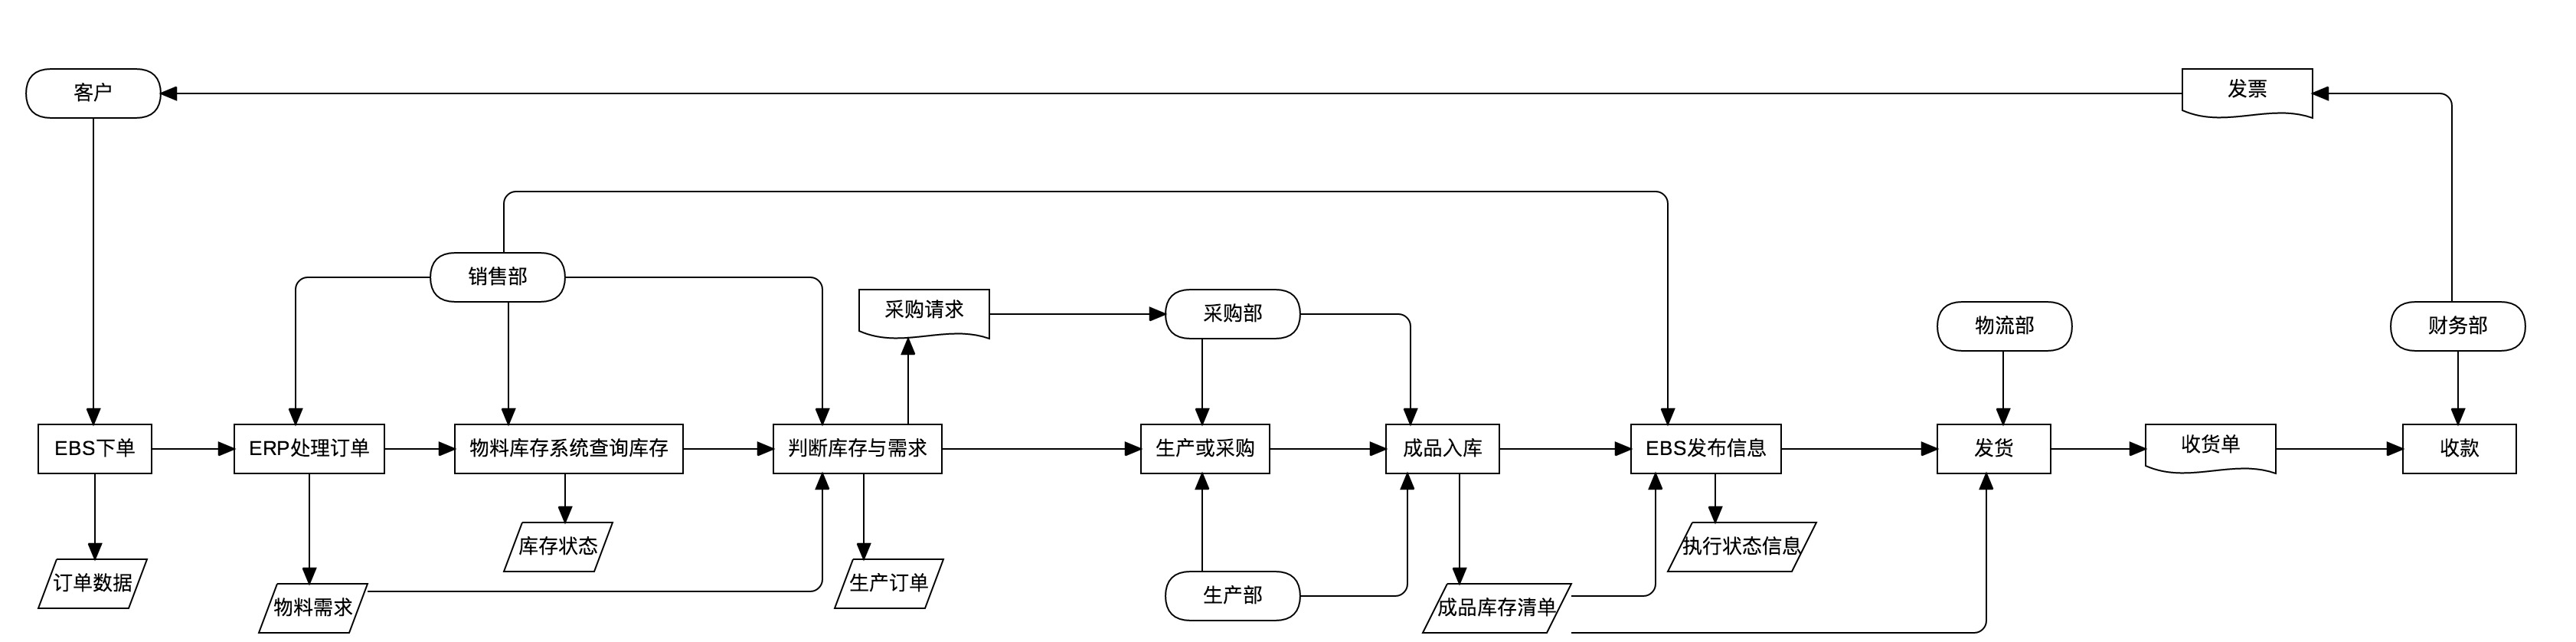 客户
发票
销售部
采购请求
采购部
物流部
财务部
EBS下单
ERP处理订单
物料库存系统查询库存
判断库存与需求
生产或采购
成品入库
EBS发布信息
发货
收货单
收款
库存状态
执行状态信息
订单数据
生产订单
生产部
物料需求
成品库存清单